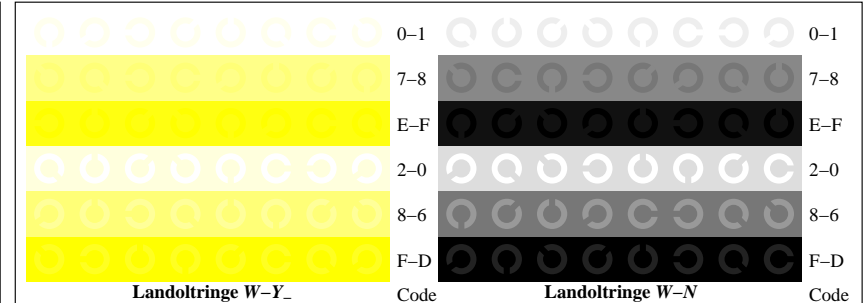 0–1 0–1
7–8 7–8
E–F E–F
2–0 2–0
8–6 8–6
F–D F–D
Landoltringe W–Y_ Code Landoltringe W–N Code